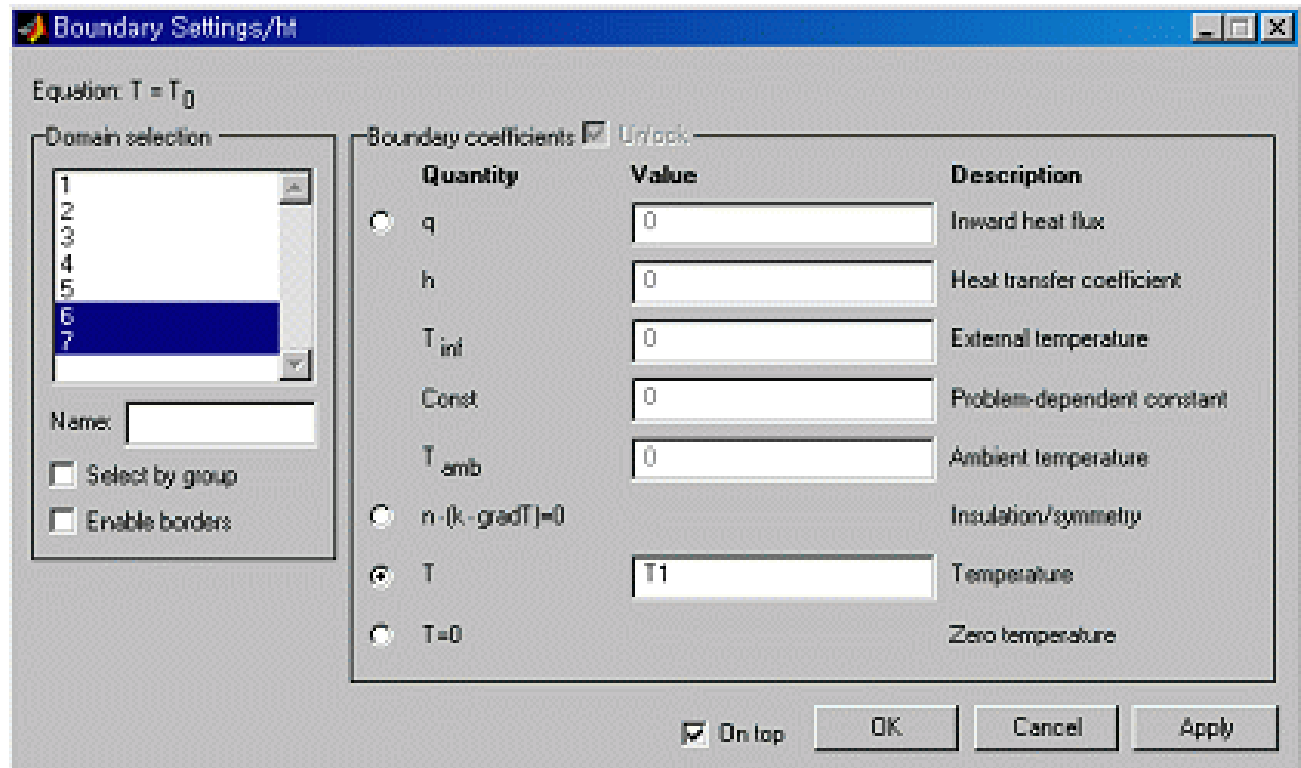 Boundary Settings/ht
Equation: T = T0
Domain selection
1
2
3
4
5
6
7
Name:
Select by group
Enable borders
Boundary coefficients Unlock
Quantity Value Description
q 0 Inward heat flux
h 0 Heat transfer coefficient
T inf 0 External temperature
Const 0 Problem-dependent constant
T amb 0 Ambient temperature
n·(k·gradT)=0 Insulation/symmetry
T T1 Temperature
T=0 Zero temperature
On top OK Cancel Apply